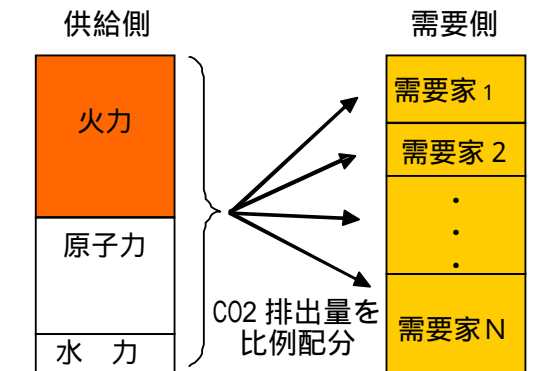 供給側
需要側
火力
原子力
水　力
CO2 排出量を
比例配分
需要家 1
需要家 2
・
・
・
需要家 N